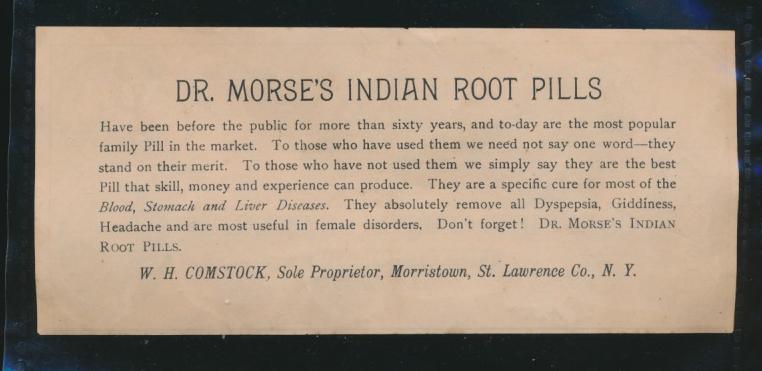 DR. MORSE'S INDIAN ROOT PILLS
Have been before the public for more than sixty years, and to-day are the most popular
family Pill in the market. To those who have used them we need not say one word—they
stand on their merit. To those who have not used them we simply say they are the best
Pill that skill, money and experience can produce. They are a specific cure for most of the
Blood, Stomach and Liver Diseases. They absolutely remove all Dyspepsia, Giddiness,
Headache and are most useful in female disorders, Don't forget! DR. MORSE'S INDIAN
ROOT PILLS.
W. H. COMSTOCK, Sole Proprietor, Morristown, St. Lawrence Co., N. Y.